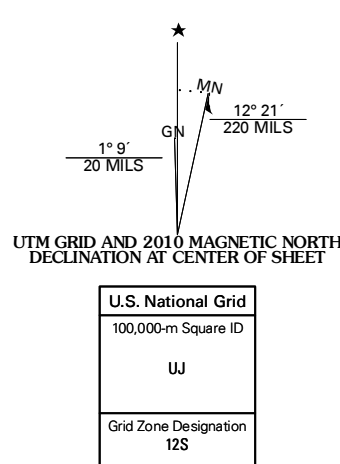 MN
GN
12° 21´
220 MILS
1° 9´
20 MILS
UTM GRID AND 2010 MAGNETIC NORTH
DECLINATION AT CENTER OF SHEET
U.S. National Grid
100,000-m Square ID
UJ
Grid Zone Designation
12S